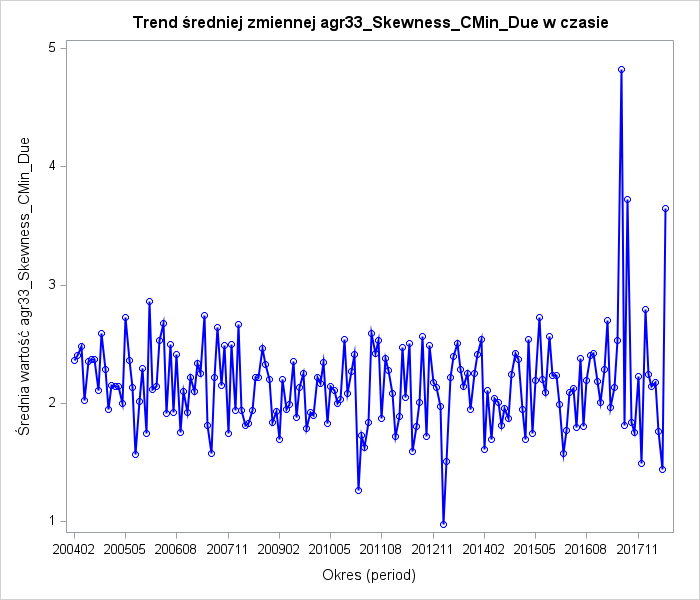 Trend średniej zmiennej agr33_Skewness_CMin_Due w czasie
Średnia wartość agr33_Skewness_CMin_Due
5
4
3
2
1
200402 200505 200608 200711 200902 201005 201108 201211 201402 201505 201608 201711
Okres (period)